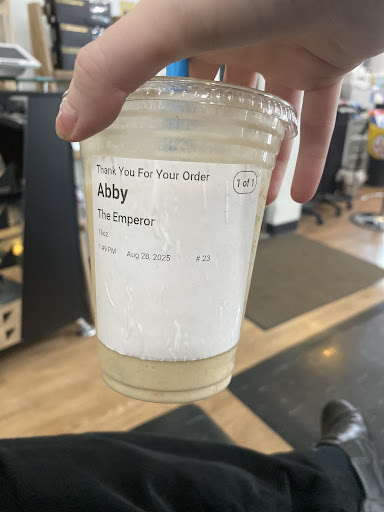 Thank You For Your Order
1 of 1
Abby
The Emperor
16oz
1:49 PM Aug 28, 2025 # 23